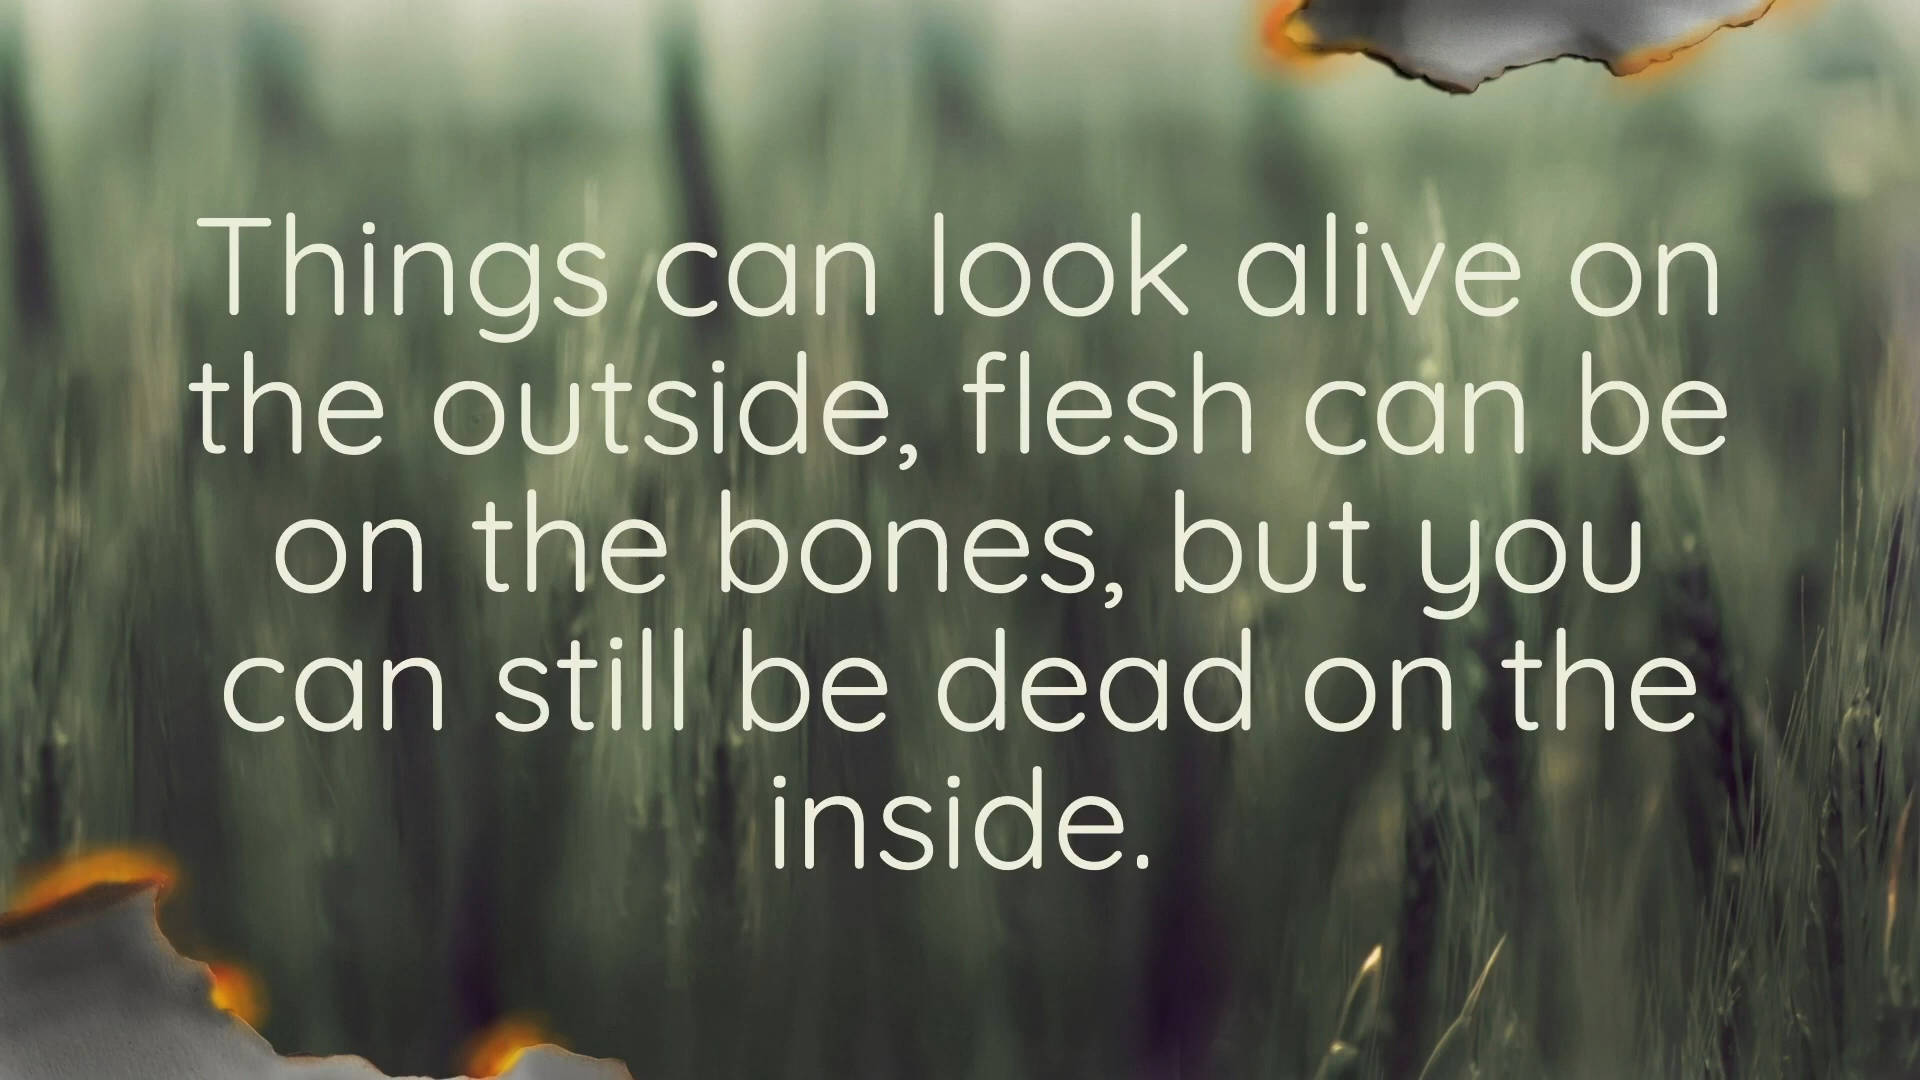 Things can look alive on
the outside, flesh can be
on the bones, but you
can still be dead on the
inside.